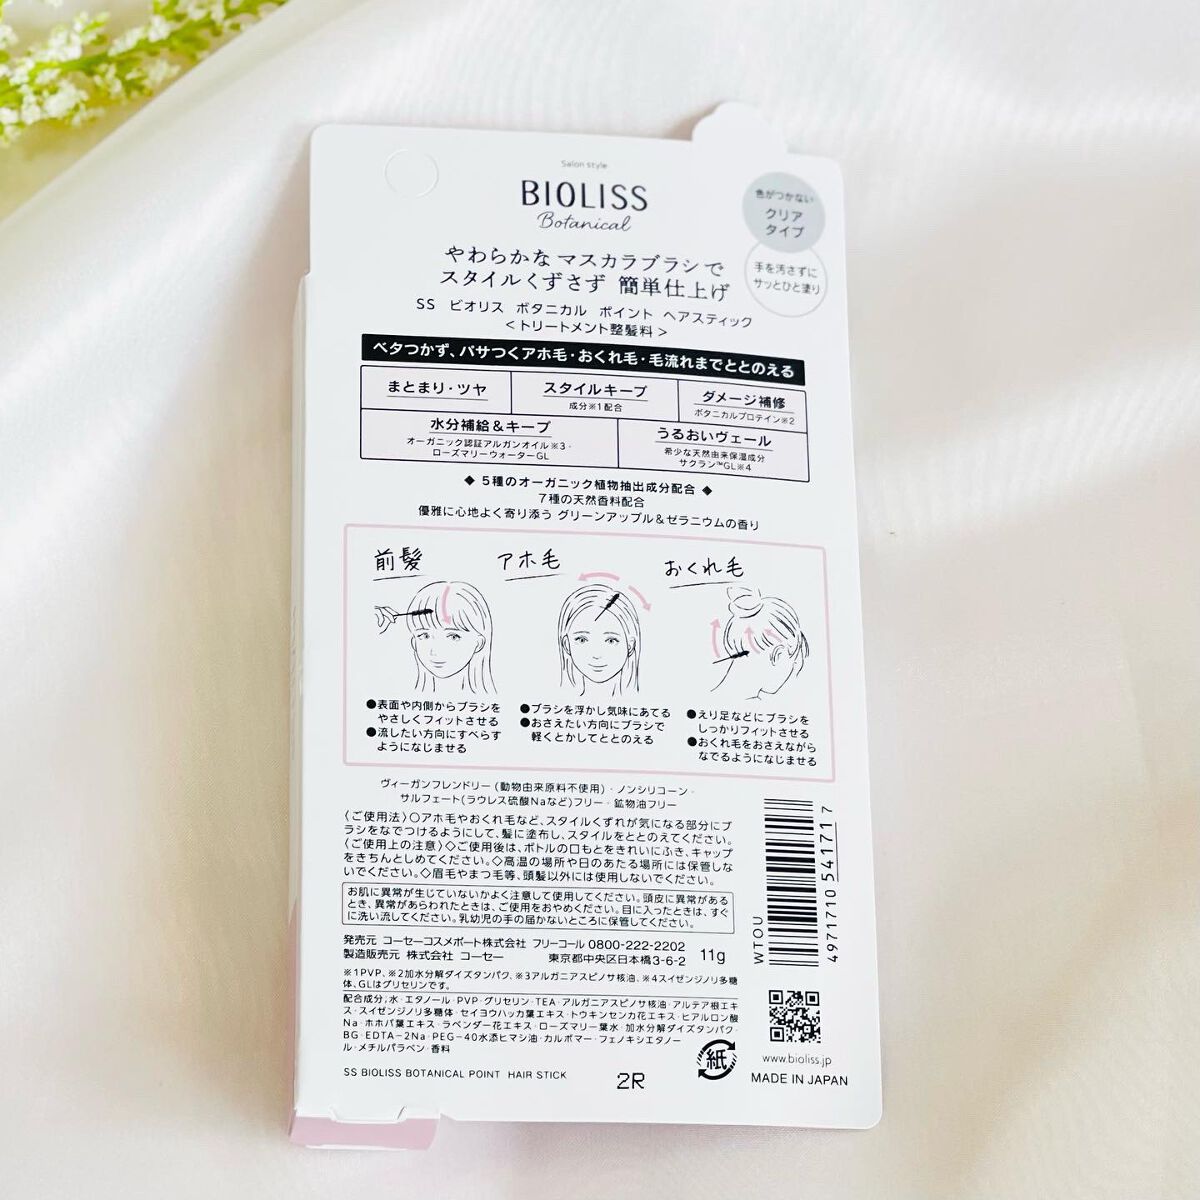 Salon style
BIOLISS
Botanical
色がつかない
クリア
タイプ
手を汚さずに
サッとひと塗り
やわらかな マスカラブラシで
スタイルくずさず 簡単仕上げ
SS ビオリス ボタニカル ポイント ヘアスティック
＜トリートメント整髪料＞
ベタつかず、パサつくアホ毛・おくれ毛・毛流れまでととのえる
まとまり・ツヤ
スタイルキープ
成分※1配合
ダメージ補修
ボタニカルプロテイン※2
水分補給＆キープ
オーガニック認証アルガンオイル※3・
ローズマリーウォーターGL
うるおいヴェール
希少な天然由来保湿成分
サクラン™GL※4
◆ 5種のオーガニック植物抽出成分配合 ◆
7種の天然香料配合
優雅に心地よく寄り添う グリーンアップル＆ゼラニウムの香り
前髪
アホ毛
おくれ毛
●表面や内側からブラシを
やさしくフィットさせる
●流したい方向にすべらす
ようになじませる
●ブラシを浮かし気味にあてる
●おさえたい方向にブラシで
軽くとかしてととのえる
●えり足などにブラシを
しっかりフィットさせる
●おくれ毛をおさえながら
なでるようになじませる
ヴィーガンフレンドリー（動物由来原料不使用）・ノンシリコーン・
サルフェート（ラウレス硫酸Naなど）フリー・鉱物油フリー
〈ご使用法〉〇アホ毛やおくれ毛など、スタイルくずれが気になる部分にブ
ラシをなでつけるようにして、髪に塗布し、スタイルをととのえてください。
〈ご使用上の注意〉◇ご使用後は、ボトルの口もとをきれいにふき、キャップ
をきちんとしめてください。◇高温の場所や日のあたる場所には保管しな
いでください。◇眉毛やまつ毛等、頭髪以外には使用しないでください。
お肌に異常が生じていないかよく注意して使用してください。頭皮に異常がある
とき、異常があらわれたときは、ご使用をおやめください。目に入ったときは、すぐ
に洗い流してください。乳幼児の手の届かないところに保管してください。
発売元 コーセーコスメポート株式会社 フリーコール 0800-222-2202
製造販売元 株式会社 コーセー 東京都中央区日本橋3-6-2
11g
※1PVP、※2加水分解ダイズタンパク、※3アルガニアスピノサ核油、※4スイゼンジノリ多糖
体、GLはグリセリンです。
配合成分：水・エタノール・PVP・グリセリン・TEA・アルガニアスピノサ核油・アルテア根エキ
ス・スイゼンジノリ多糖体・セイヨウハッカ葉エキス・トウキンセンカ花エキス・ヒアルロン酸
Na・ホホバ葉エキス・ラベンダー花エキス・ローズマリー葉水・加水分解ダイズタンパク・
BG・EDTA-2Na・PEG-40水添ヒマシ油・カルボマー・フェノキシエタノー
ル・メチルパラベン・香料
SS BIOLISS BOTANICAL POINT HAIR STICK
2R
WTOU
4971710 541717
紙
www.bioliss.jp
MADE IN JAPAN